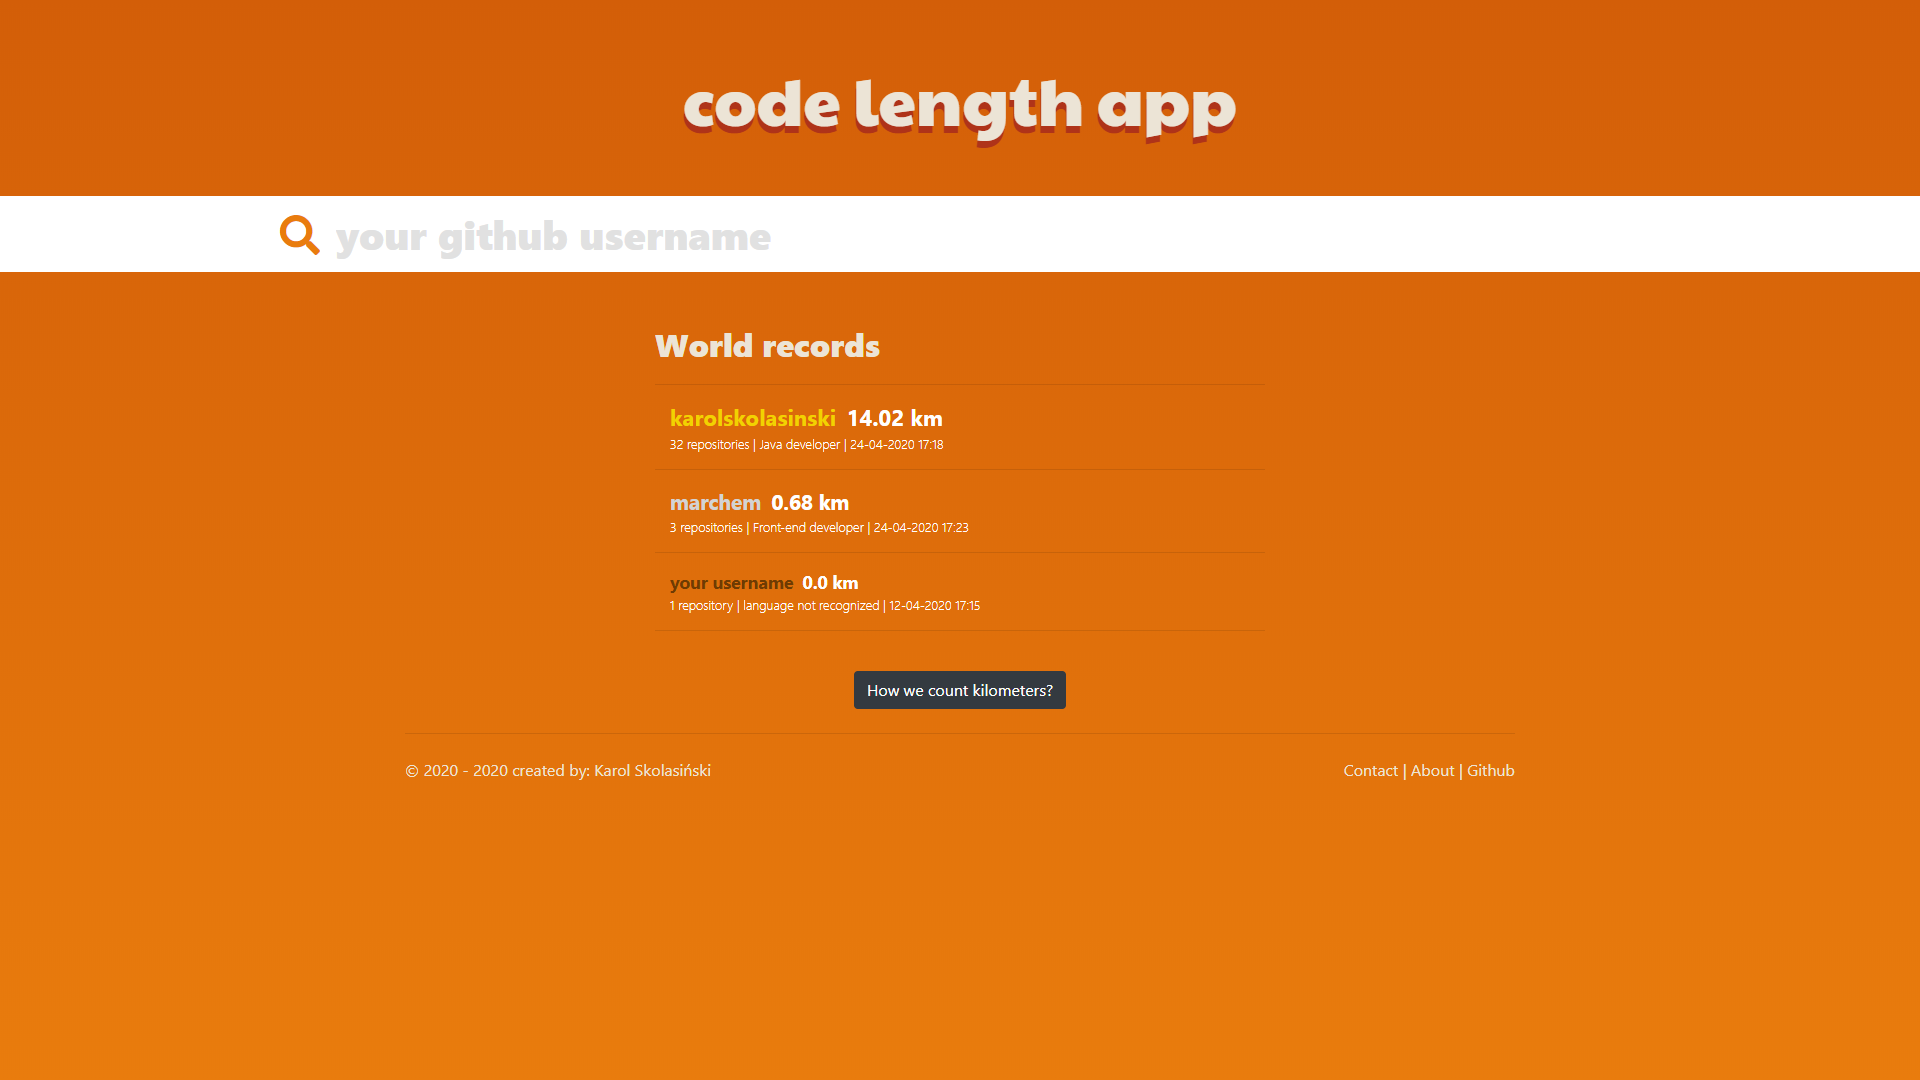 code length app
your github username
World records
karolskolasinski 14.02 km
32 repositories | Java developer | 24-04-2020 17:18
marchem 0.68 km
3 repositories | Front-end developer | 24-04-2020 17:23
your username 0.0 km
1 repository | language not recognized | 12-04-2020 17:15
How we count kilometers?
© 2020 - 2020 created by: Karol Skolasiński
Contact | About | Github